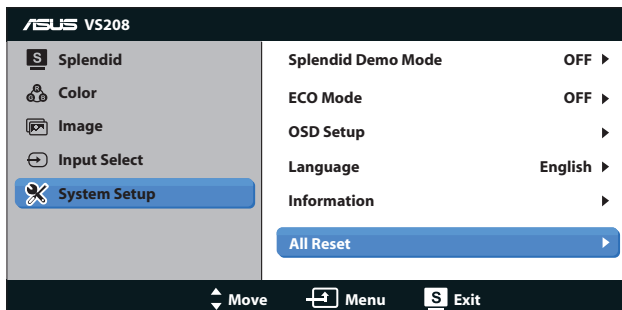 ASUS VS208
S Splendid
Color
Image
Input Select
System Setup
Splendid Demo Mode OFF
ECO Mode OFF
OSD Setup
Language English
Information
All Reset
Move Menu S Exit